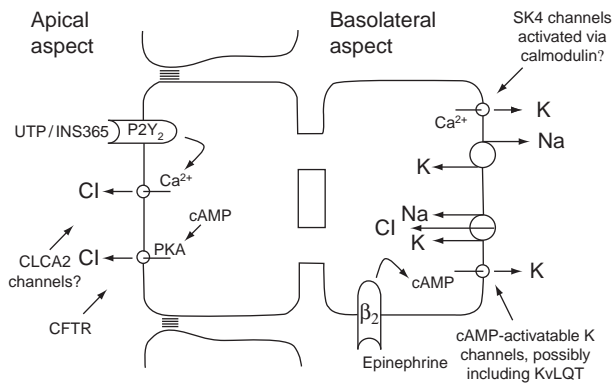 Apical
aspect
Basolateral
aspect
SK4 channels
activated via
calmodulin?
UTP/INS365
P2Y2
Ca2+
Cl
cAMP
Cl
PKA
CLCA2
channels?
CFTR
Ca2+
K
Na
K
Na
Cl
K
cAMP
K
β2
Epinephrine
cAMP-activatable K
channels, possibly
including KvLQT